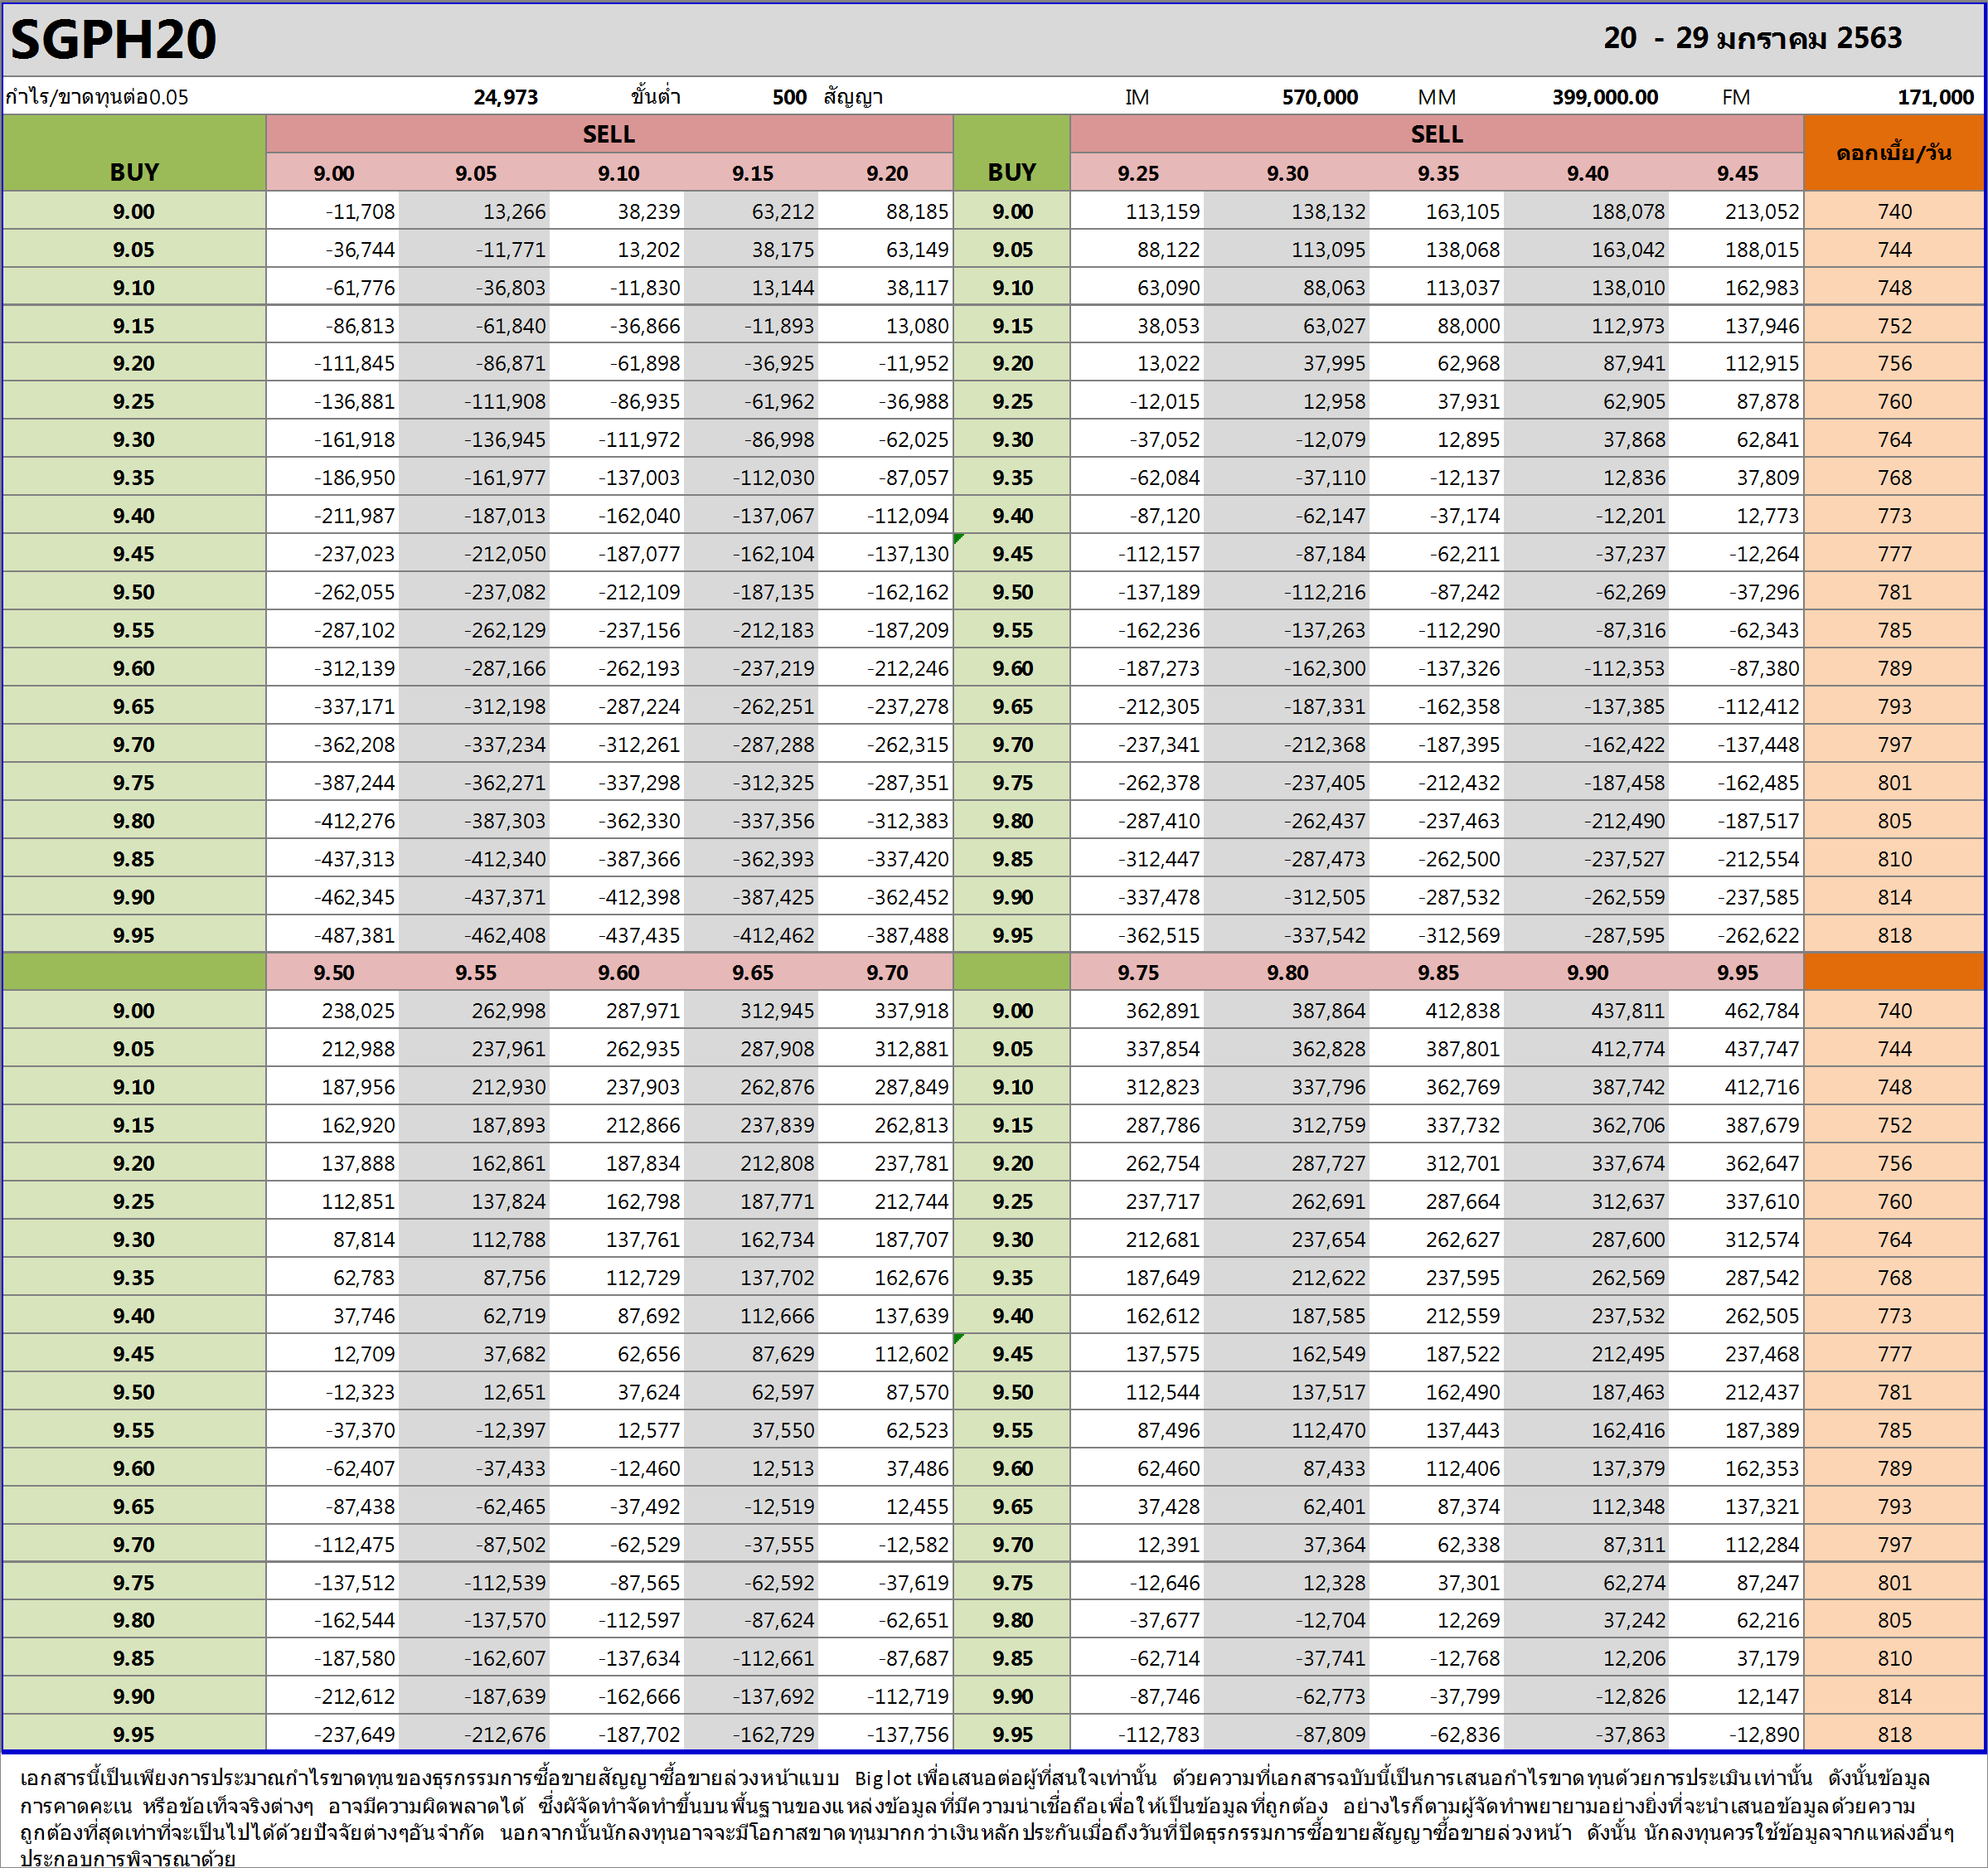 SGPH20 20 - 29 มกราคม 2563
กำไร/ขาดทุนต่อ0.05 24,973 ขั้นต่ำ 500 สัญญา IM 570,000 MM 399,000.00 FM 171,000
SELL SELL
ดอกเบี้ย/วัน
BUY 9.00 9.05 9.10 9.15 9.20 BUY 9.25 9.30 9.35 9.40 9.45
9.00 -11,708 13,266 38,239 63,212 88,185 9.00 113,159 138,132 163,105 188,078 213,052 740
9.05 -36,744 -11,771 13,202 38,175 63,149 9.05 88,122 113,095 138,068 163,042 188,015 744
9.10 -61,776 -36,803 -11,830 13,144 38,117 9.10 63,090 88,063 113,037 138,010 162,983 748
9.15 -86,813 -61,840 -36,866 -11,893 13,080 9.15 38,053 63,027 88,000 112,973 137,946 752
9.20 -111,845 -86,871 -61,898 -36,925 -11,952 9.20 13,022 37,995 62,968 87,941 112,915 756
9.25 -136,881 -111,908 -86,935 -61,962 -36,988 9.25 -12,015 12,958 37,931 62,905 87,878 760
9.30 -161,918 -136,945 -111,972 -86,998 -62,025 9.30 -37,052 -12,079 12,895 37,868 62,841 764
9.35 -186,950 -161,977 -137,003 -112,030 -87,057 9.35 -62,084 -37,110 -12,137 12,836 37,809 768
9.40 -211,987 -187,013 -162,040 -137,067 -112,094 9.40 -87,120 -62,147 -37,174 -12,201 12,773 773
9.45 -237,023 -212,050 -187,077 -162,104 -137,130 9.45 -112,157 -87,184 -62,211 -37,237 -12,264 777
9.50 -262,055 -237,082 -212,109 -187,135 -162,162 9.50 -137,189 -112,216 -87,242 -62,269 -37,296 781
9.55 -287,102 -262,129 -237,156 -212,183 -187,209 9.55 -162,236 -137,263 -112,290 -87,316 -62,343 785
9.60 -312,139 -287,166 -262,193 -237,219 -212,246 9.60 -187,273 -162,300 -137,326 -112,353 -87,380 789
9.65 -337,171 -312,198 -287,224 -262,251 -237,278 9.65 -212,305 -187,331 -162,358 -137,385 -112,412 793
9.70 -362,208 -337,234 -312,261 -287,288 -262,315 9.70 -237,341 -212,368 -187,395 -162,422 -137,448 797
9.75 -387,244 -362,271 -337,298 -312,325 -287,351 9.75 -262,378 -237,405 -212,432 -187,458 -162,485 801
9.80 -412,276 -387,303 -362,330 -337,356 -312,383 9.80 -287,410 -262,437 -237,463 -212,490 -187,517 805
9.85 -437,313 -412,340 -387,366 -362,393 -337,420 9.85 -312,447 -287,473 -262,500 -237,527 -212,554 810
9.90 -462,345 -437,371 -412,398 -387,425 -362,452 9.90 -337,478 -312,505 -287,532 -262,559 -237,585 814
9.95 -487,381 -462,408 -437,435 -412,462 -387,488 9.95 -362,515 -337,542 -312,569 -287,595 -262,622 818
9.50 9.55 9.60 9.65 9.70 9.75 9.80 9.85 9.90 9.95
9.00 238,025 262,998 287,971 312,945 337,918 9.00 362,891 387,864 412,838 437,811 462,784 740
9.05 212,988 237,961 262,935 287,908 312,881 9.05 337,854 362,828 387,801 412,774 437,747 744
9.10 187,956 212,930 237,903 262,876 287,849 9.10 312,823 337,796 362,769 387,742 412,716 748
9.15 162,920 187,893 212,866 237,839 262,813 9.15 287,786 312,759 337,732 362,706 387,679 752
9.20 137,888 162,861 187,834 212,808 237,781 9.20 262,754 287,727 312,701 337,674 362,647 756
9.25 112,851 137,824 162,798 187,771 212,744 9.25 237,717 262,691 287,664 312,637 337,610 760
9.30 87,814 112,788 137,761 162,734 187,707 9.30 212,681 237,654 262,627 287,600 312,574 764
9.35 62,783 87,756 112,729 137,702 162,676 9.35 187,649 212,622 237,595 262,569 287,542 768
9.40 37,746 62,719 87,692 112,666 137,639 9.40 162,612 187,585 212,559 237,532 262,505 773
9.45 12,709 37,682 62,656 87,629 112,602 9.45 137,575 162,549 187,522 212,495 237,468 777
9.50 -12,323 12,651 37,624 62,597 87,570 9.50 112,544 137,517 162,490 187,463 212,437 781
9.55 -37,370 -12,397 12,577 37,550 62,523 9.55 87,496 112,470 137,443 162,416 187,389 785
9.60 -62,407 -37,433 -12,460 12,513 37,486 9.60 62,460 87,433 112,406 137,379 162,353 789
9.65 -87,438 -62,465 -37,492 -12,519 12,455 9.65 37,428 62,401 87,374 112,348 137,321 793
9.70 -112,475 -87,502 -62,529 -37,555 -12,582 9.70 12,391 37,364 62,338 87,311 112,284 797
9.75 -137,512 -112,539 -87,565 -62,592 -37,619 9.75 -12,646 12,328 37,301 62,274 87,247 801
9.80 -162,544 -137,570 -112,597 -87,624 -62,651 9.80 -37,677 -12,704 12,269 37,242 62,216 805
9.85 -187,580 -162,607 -137,634 -112,661 -87,687 9.85 -62,714 -37,741 -12,768 12,206 37,179 810
9.90 -212,612 -187,639 -162,666 -137,692 -112,719 9.90 -87,746 -62,773 -37,799 -12,826 12,147 814
9.95 -237,649 -212,676 -187,702 -162,729 -137,756 9.95 -112,783 -87,809 -62,836 -37,863 -12,890 818
เอกสารนี้เป็นเพียงการประมาณกำไรขาดทุนของธุรกรรมการซื้อขายสัญญาซื้อขายล่วงหน้าแบบ Big lot เพื่อเสนอต่อผู้ที่สนใจเท่านั้น ด้วยความที่เอกสารฉบับนี้เป็นการเสนอกำไรขาดทุนด้วยการประเมินเท่านั้น ดังนั้นข้อมูล
การคาดคะเน หรือข้อเท็จจริงต่างๆ อาจมีความผิดพลาดได้ ซึ่งผู้จัดทำจัดทำขึ้นบนพื้นฐานของแหล่งข้อมูลที่มีความน่าเชื่อถือเพื่อให้เป็นข้อมูลที่ถูกต้อง อย่างไรก็ตามผู้จัดทำพยายามอย่างยิ่งที่จะนำเสนอข้อมูลด้วยความ
ถูกต้องที่สุดเท่าที่จะเป็นไปได้ด้วยปัจจัยต่างๆอันจำกัด นอกจากนั้นนักลงทุนอาจจะมีโอกาสขาดทุนมากกว่าเงินหลักประกันเมื่อถึงวันที่ปิดธุรกรรมการซื้อขายสัญญาซื้อขายล่วงหน้า ดังนั้น นักลงทุนควรใช้ข้อมูลจากแหล่งอื่นๆ
ประกอบการพิจารณาด้วย